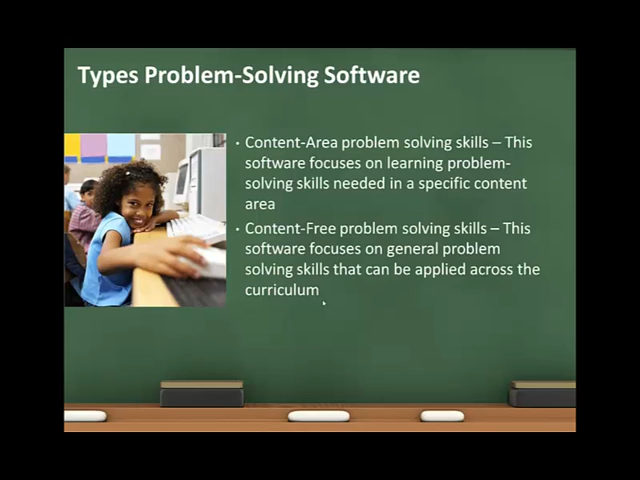 Types Problem-Solving Software
• Content-Area problem solving skills – This
software focuses on learning problem-
solving skills needed in a specific content
area
• Content-Free problem solving skills – This
software focuses on general problem
solving skills that can be applied across the
curriculum